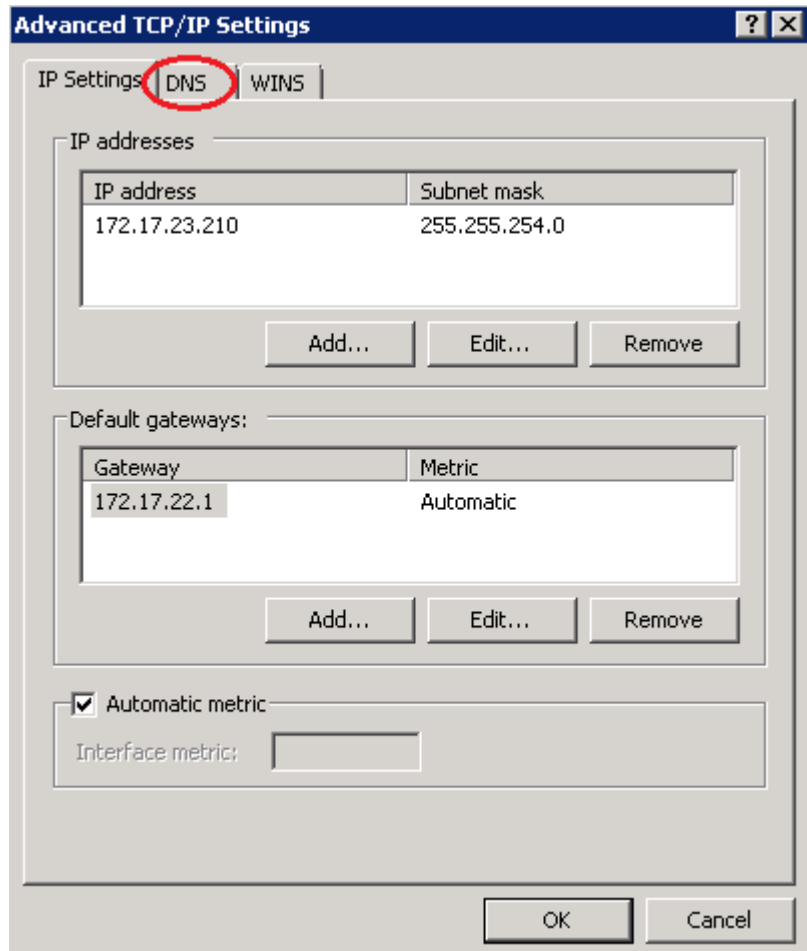 Advanced TCP/IP Settings ? X
IP Settings DNS WINS
IP addresses
IP address Subnet mask
172.17.23.210 255.255.254.0
Add... Edit... Remove
Default gateways:
Gateway Metric
172.17.22.1 Automatic
Add... Edit... Remove
Automatic metric
Interface metric:
OK Cancel